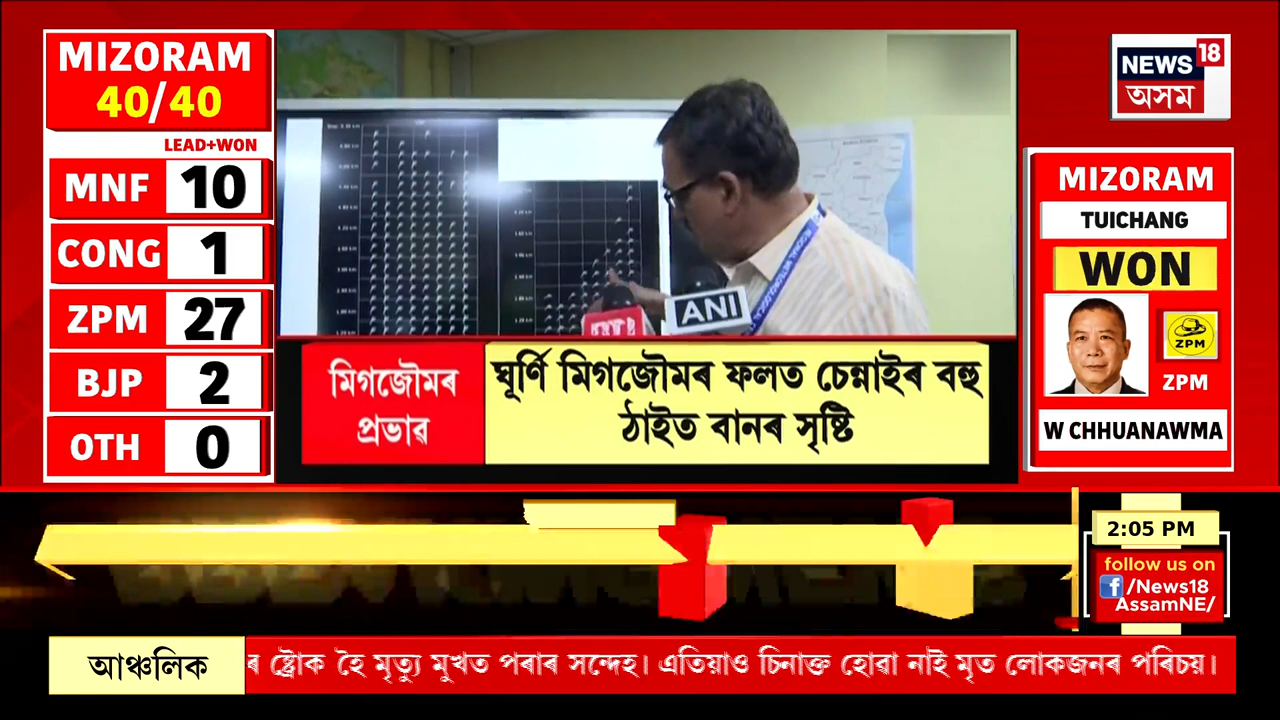 MIZORAM
40/40
LEAD+WON
MNF 10
CONG 1
ZPM 27
BJP 2
OTH 0
ANI
মিগজৌমৰ
প্ৰভাৱ
ঘূৰ্ণি মিগজৌমৰ ফলত চেন্নাইৰ বহু
ঠাইত বানৰ সৃষ্টি
NEWS 18
অসম
MIZORAM
TUICHANG
WON
ZPM
ZPM
W CHHUANAWMA
2:05 PM
follow us on
f/News18
AssamNE/
আঞ্চলিক
ৰ ষ্ট্ৰোক হৈ মৃত্যু মুখত পৰাৰ সন্দেহ। এতিয়াও চিনাক্ত হোৱা নাই মৃত লোকজনৰ পৰিচয়।